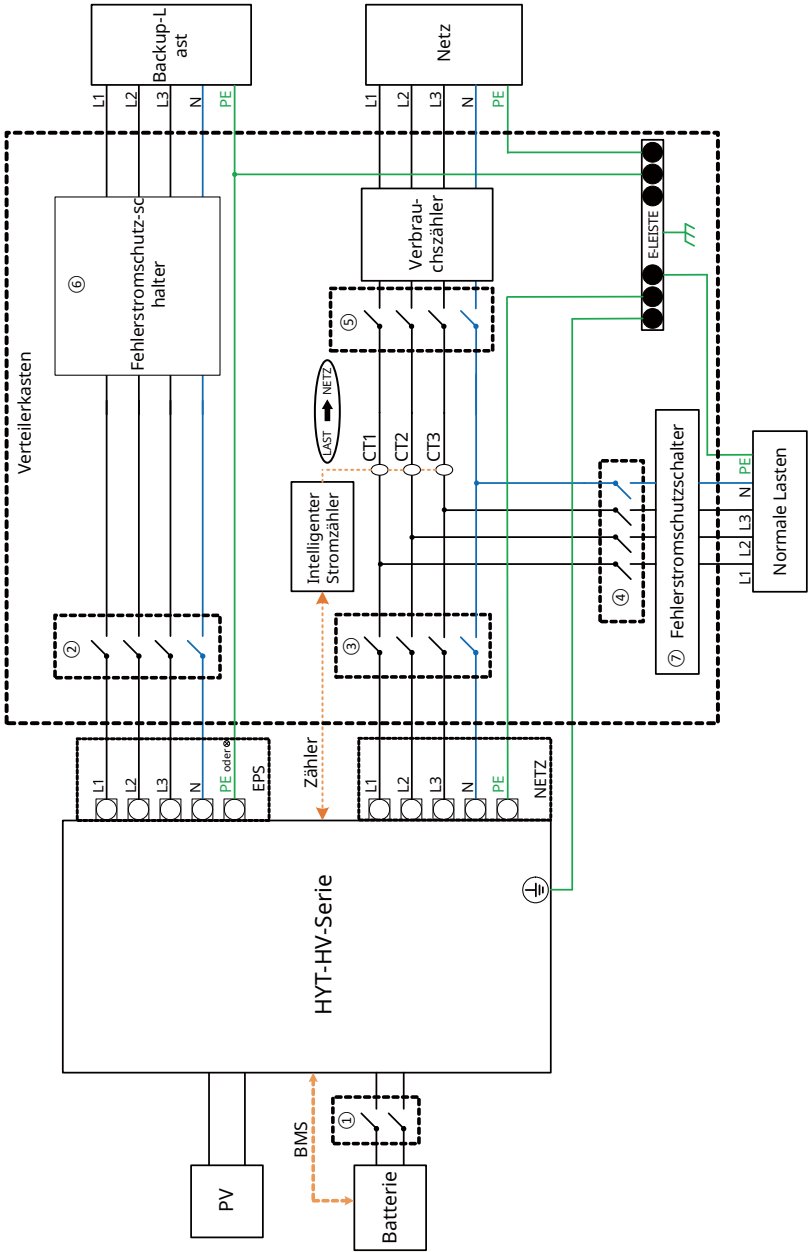 Verteilerkasten
PV
Batterie
BMS
①
HYT-HV-Serie
L1
L2
L3
N
PE oder⊗
EPS
Zähler
L1
L2
L3
N
PE
NETZ
②
③
Intelligenter
Stromzähler
LAST
NETZ
CT1
CT2
CT3
④
⑤
⑥
Fehlerstromschutz-sc
halter
Verbrau-
chszähler
⑦ Fehlerstromschutzschalter
E-LEISTE
L1
L2
L3
N
PE
Normale Lasten
L1
L2
L3
N
PE
Backup-L
ast
L1
L2
L3
N
PE
Netz